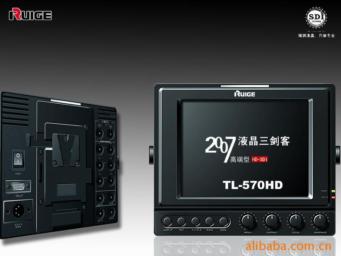 RUIGE
SDI
RUIGE
2007液晶三剑客
高端型 HD-SDI
TL-570HD
alibaba.com.cn